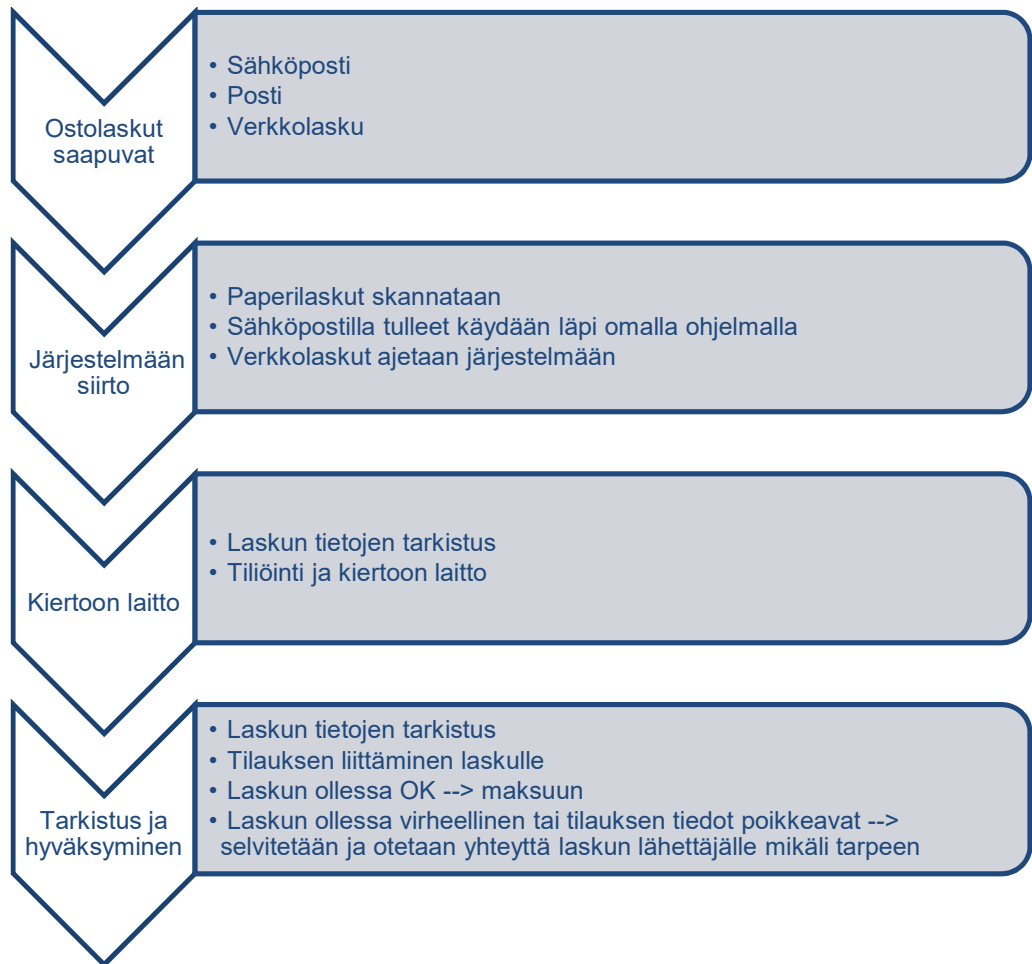 Ostolaskut
saapuvat
• Sähköposti
• Posti
• Verkkolasku
Järjestelmään
siirto
• Paperilaskut skannataan
• Sähköpostilla tulleet käydään läpi omalla ohjelmalla
• Verkkolaskut ajetaan järjestelmään
Kiertoon laitto
• Laskun tietojen tarkistus
• Tiliöinti ja kiertoon laitto
Tarkistus ja
hyväksyminen
• Laskun tietojen tarkistus
• Tilauksen liittäminen laskulle
• Laskun ollessa OK --> maksuun
• Laskun ollessa virheellinen tai tilauksen tiedot poikkeavat -->
selvitetään ja otetaan yhteyttä laskun lähettäjälle mikäli tarpeen